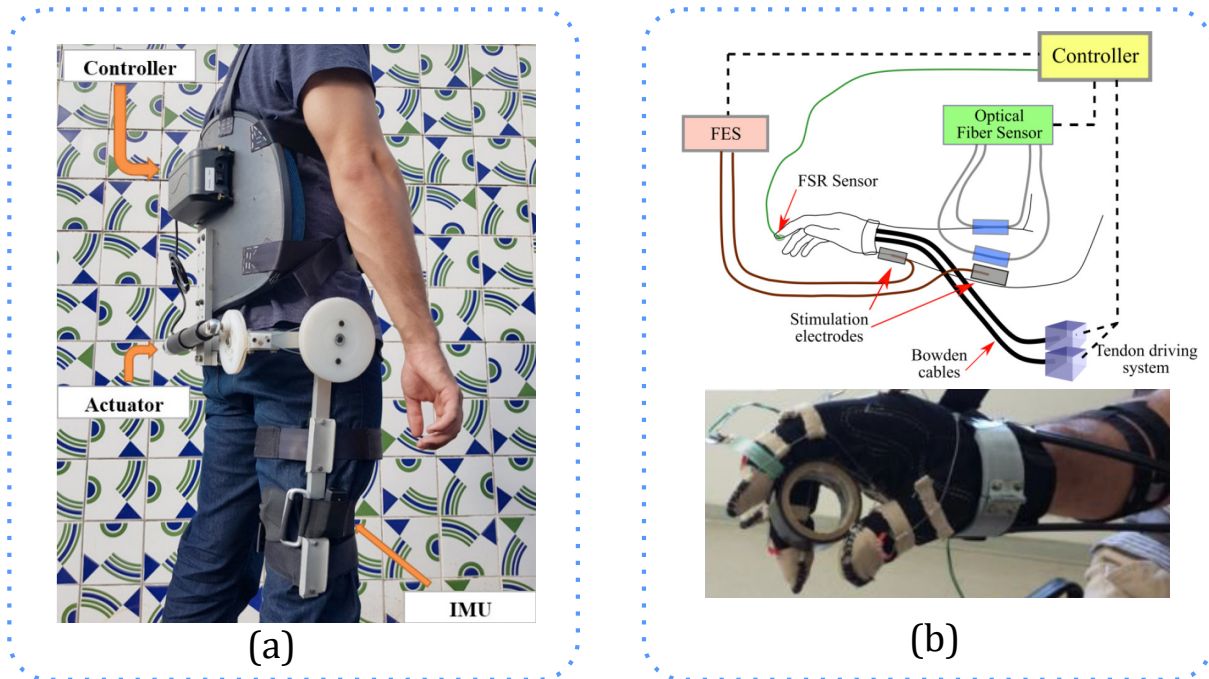 Controller
Actuator
IMU
(a)
Controller
Optical
Fiber Sensor
FES
FSR Sensor
Stimulation
electrodes
Bowden
cables
Tendon driving
system
(b)